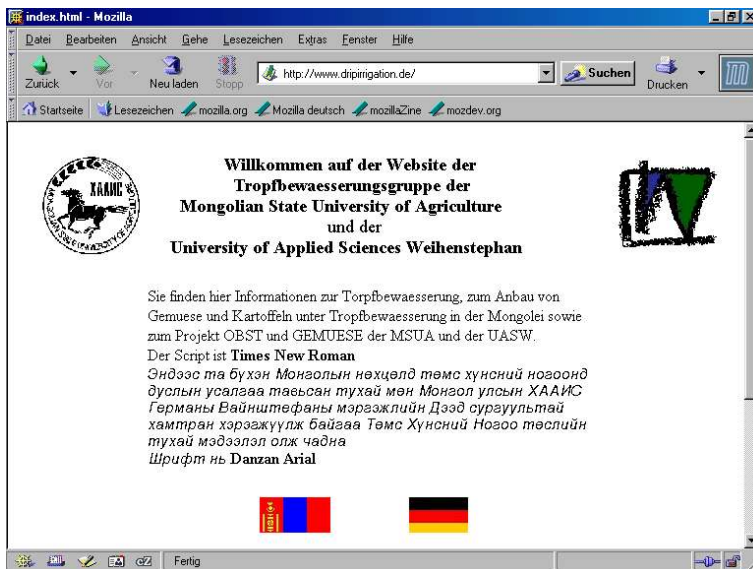 index.html - Mozilla
Datei Bearbeiten Ansicht Gehe Lesezeichen Extras Fenster Hilfe
Zurück Vor Neu laden Stopp http://www.dripirrigation.de/ Suchen Drucken
Startseite Lesezeichen mozilla.org Mozilla deutsch mozillaZine mozdev.org
ХААИС
Willkommen auf der Website der
Tropfbewaesserungsgruppe der
Mongolian State University of Agriculture
und der
University of Applied Sciences Weihenstephan
Sie finden hier Informationen zur Torpfbewaesserung, zum Anbau von
Gemuese und Kartoffeln unter Tropfbewaesserung in der Mongolei sowie
zum Projekt OBST und GEMUESE der MSUA und der UASW.
Der Script ist Times New Roman
Эндээс та бүхэн Монголын нөхцөлд төмс хүнсний ногоонд
дуслын усалгаа тавьсан тухай мөн Монгол улсын ХААИС
Германы Вайнштефаны мэргэжлийн Дээд сургуультай
хамтран хэрэгжүүлж байгаа Төмс Хүнсний Ногоо төслийн
тухай мэдээлэл олж чадна
Шрифт нь Danzan Arial
Fertig